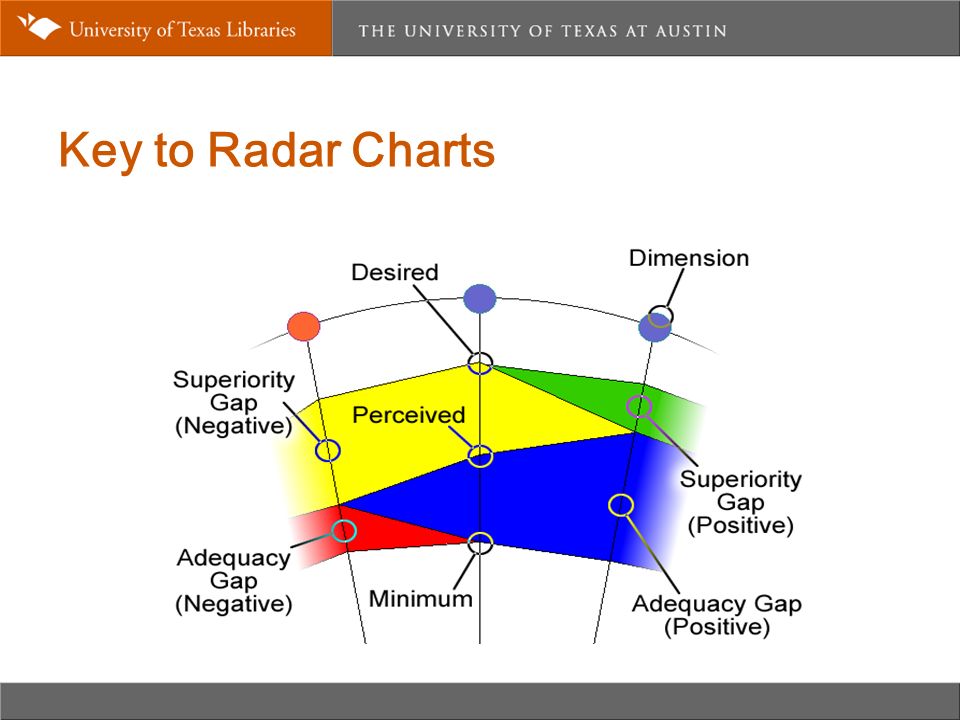 University of Texas Libraries
THE UNIVERSITY OF TEXAS AT AUSTIN
Key to Radar Charts
Desired
Dimension
Superiority
Gap
(Negative)
Perceived
Superiority
Gap
(Positive)
Adequacy
Gap
(Negative)
Minimum
Adequacy Gap
(Positive)